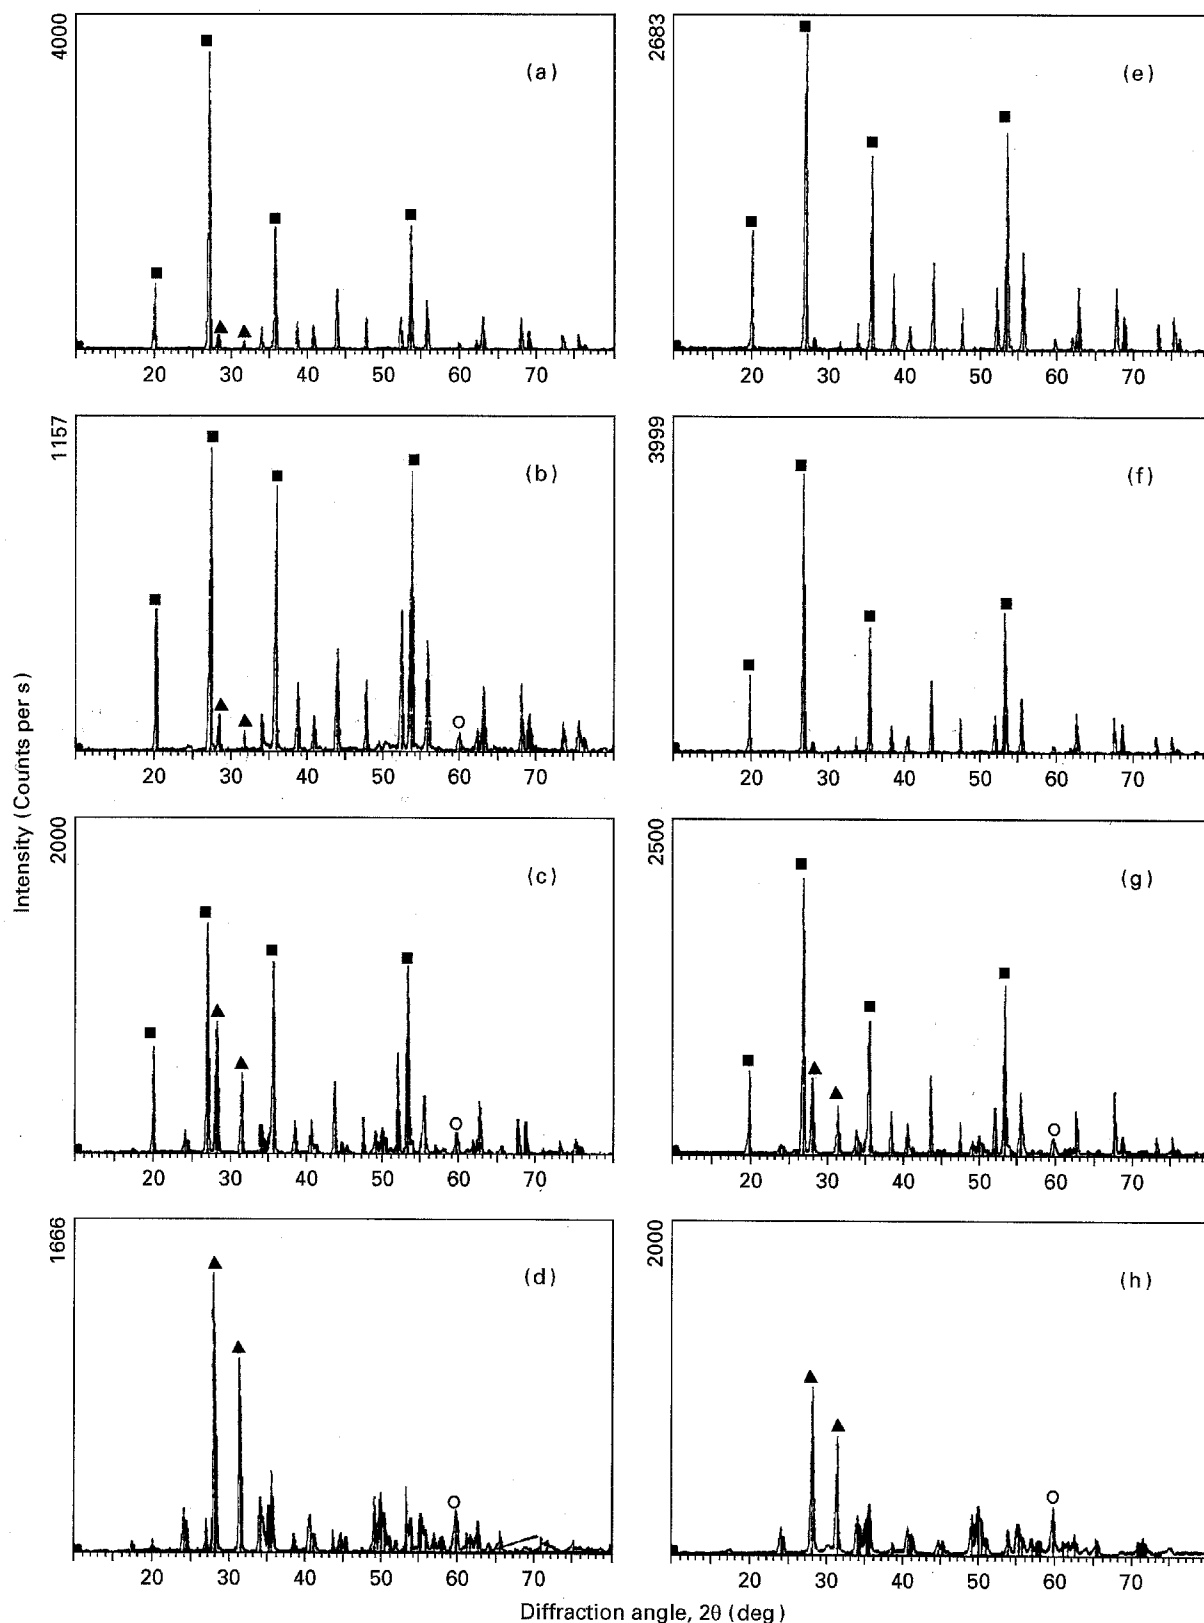 4000
(a)
20 30 40 50 60 70
2683
(e)
20 30 40 50 60 70
1157
(b)
20 30 40 50 60 70
3999
(f)
20 30 40 50 60 70
Intensity (Counts per s)
2000
(c)
20 30 40 50 60 70
2500
(g)
20 30 40 50 60 70
1666
(d)
20 30 40 50 60 70
2000
(h)
20 30 40 50 60 70
Diffraction angle, 2θ (deg)